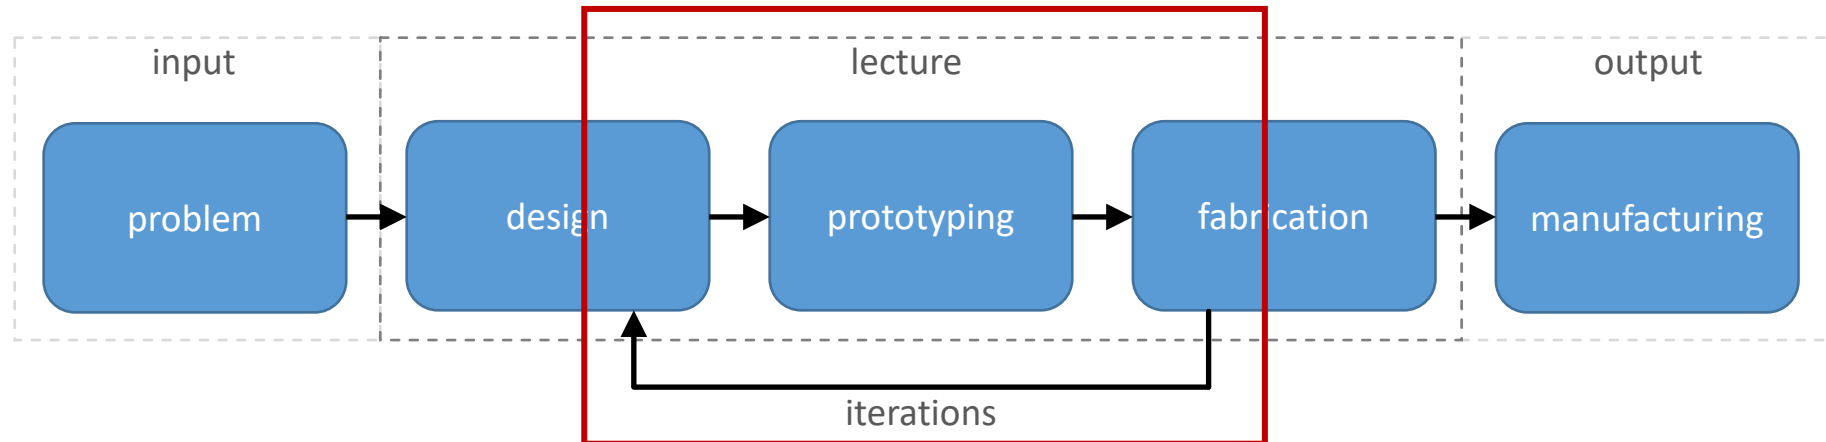 input
lecture
output
problem
design
prototyping
fabrication
manufacturing
iterations